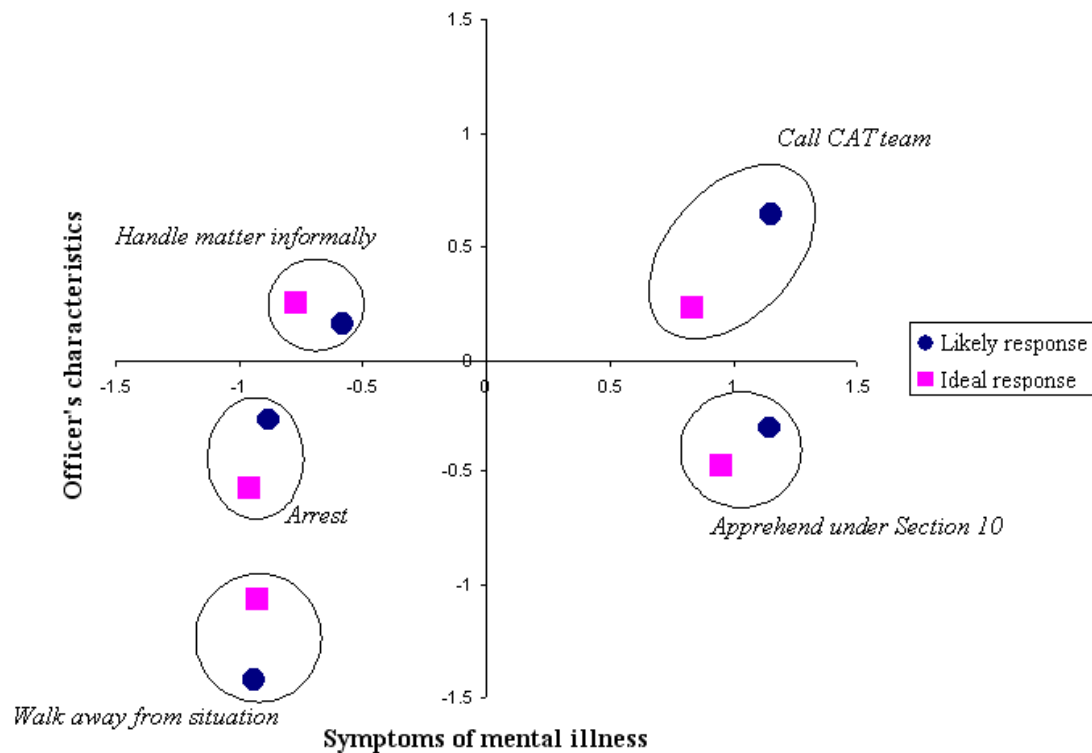 1.5
Call CAT team
1
Handle matter informally
0.5
Officer's characteristics
0
-1.5
-1
-0.5
0
0.5
1
1.5
Likely response
Ideal response
-0.5
Arrest
Apprehend under Section 10
-1
-1.5
Walk away from situation
Symptoms of mental illness